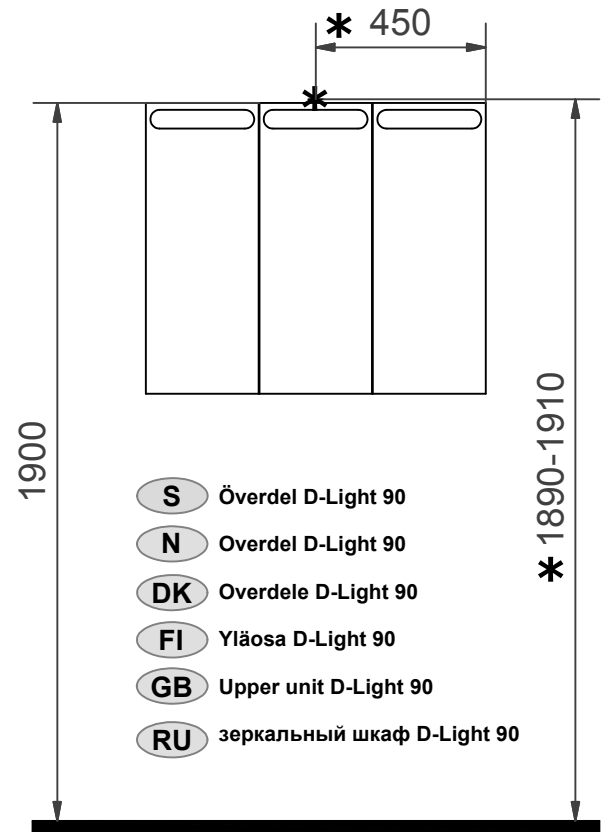 * 450
1900
* 1890-1910
S Överdel D-Light 90
N Overdel D-Light 90
DK Overdele D-Light 90
FI Yläosa D-Light 90
GB Upper unit D-Light 90
RU зеркальный шкаф D-Light 90